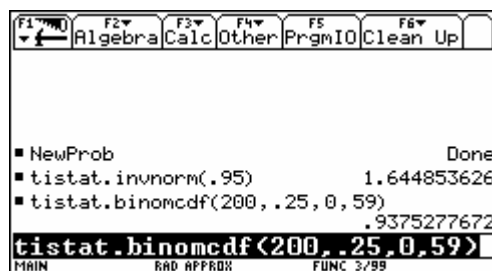 F1 F2 F3 F4 F5 F6
Algebra Calc Other PrgmIO Clean Up
NewProb Done
tistat.invnorm(.95) 1.644853626
tistat.binomcdf(200,.25,0,59)
.9375277672
tistat.binomcdf(200,.25,0,59)
MAIN RAD APPROX FUNC 3/99